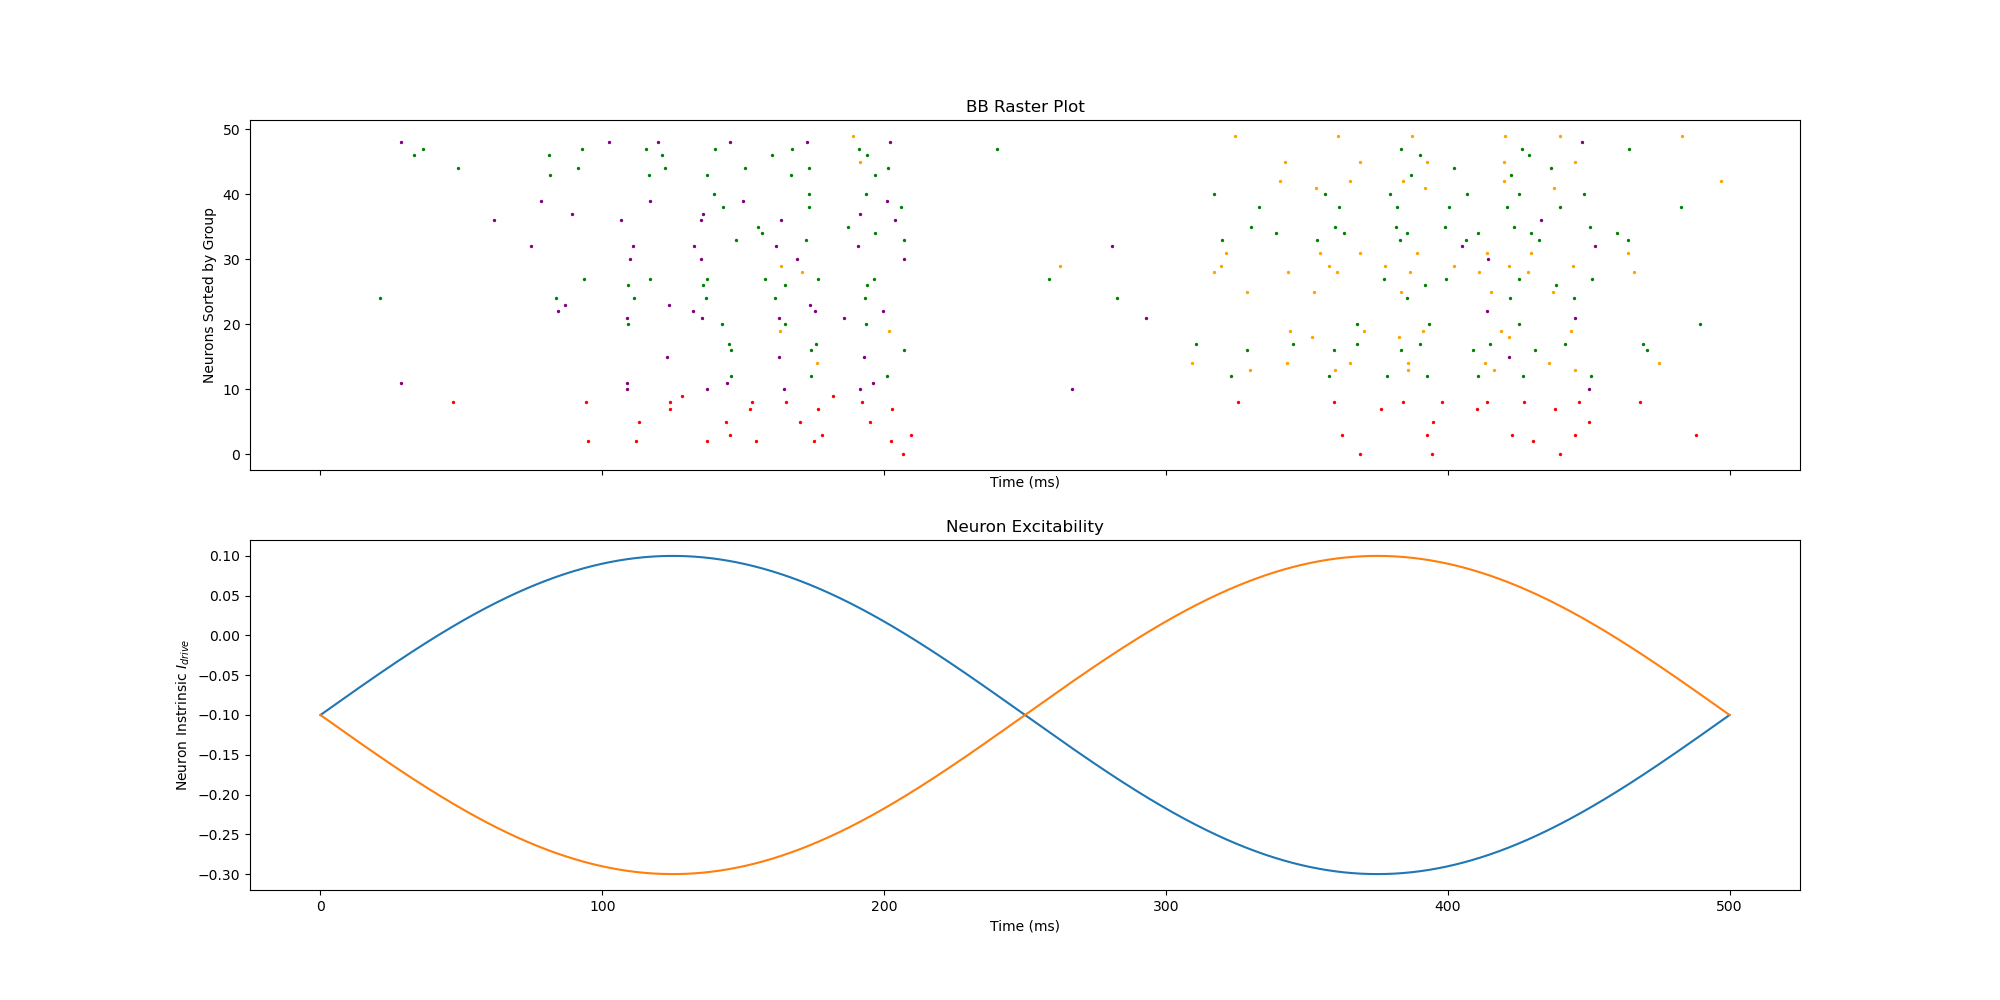 BB Raster Plot
50
40
30
20
10
0
Neurons Sorted by Group
Time (ms)
Neuron Excitability
0.10
0.05
0.00
−0.05
−0.10
−0.15
−0.20
−0.25
−0.30
Neuron Instrinsic I_drive
0 100 200 300 400 500
Time (ms)